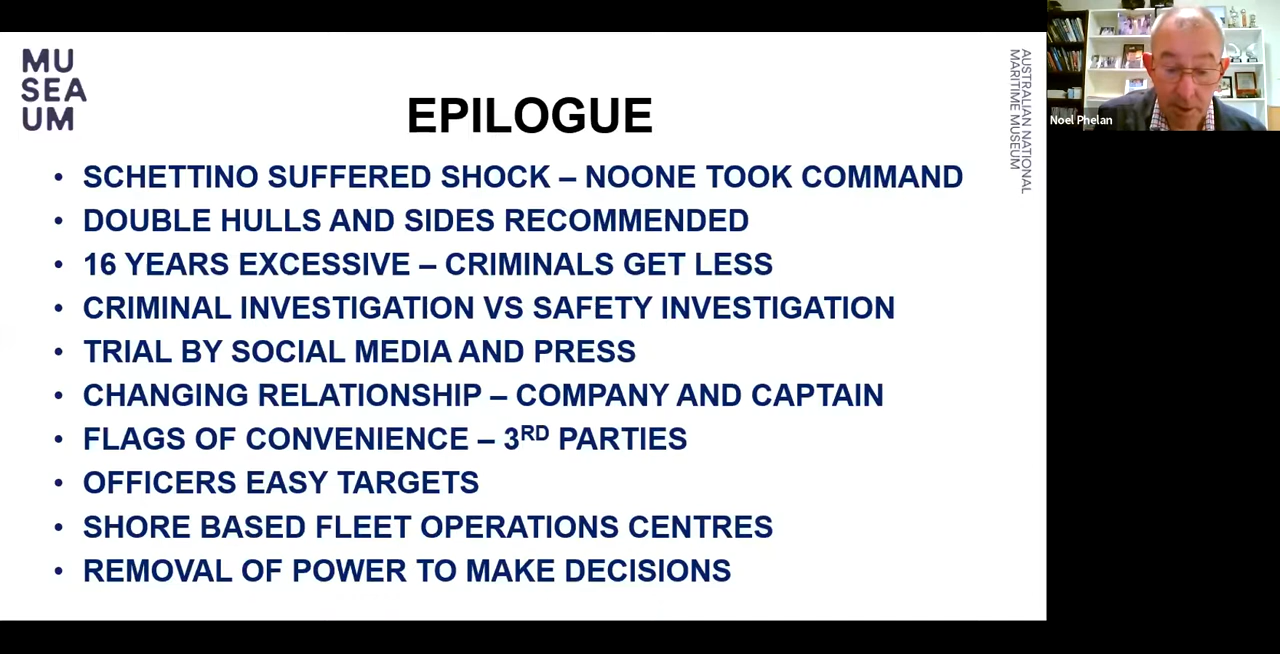 MU
SEA
UM
EPILOGUE
• SCHETTINO SUFFERED SHOCK – NOONE TOOK COMMAND
• DOUBLE HULLS AND SIDES RECOMMENDED
• 16 YEARS EXCESSIVE – CRIMINALS GET LESS
• CRIMINAL INVESTIGATION VS SAFETY INVESTIGATION
• TRIAL BY SOCIAL MEDIA AND PRESS
• CHANGING RELATIONSHIP – COMPANY AND CAPTAIN
• FLAGS OF CONVENIENCE – 3RD PARTIES
• OFFICERS EASY TARGETS
• SHORE BASED FLEET OPERATIONS CENTRES
• REMOVAL OF POWER TO MAKE DECISIONS
AUSTRALIAN NATIONAL
MARITIME MUSEUM
Noel Phelan